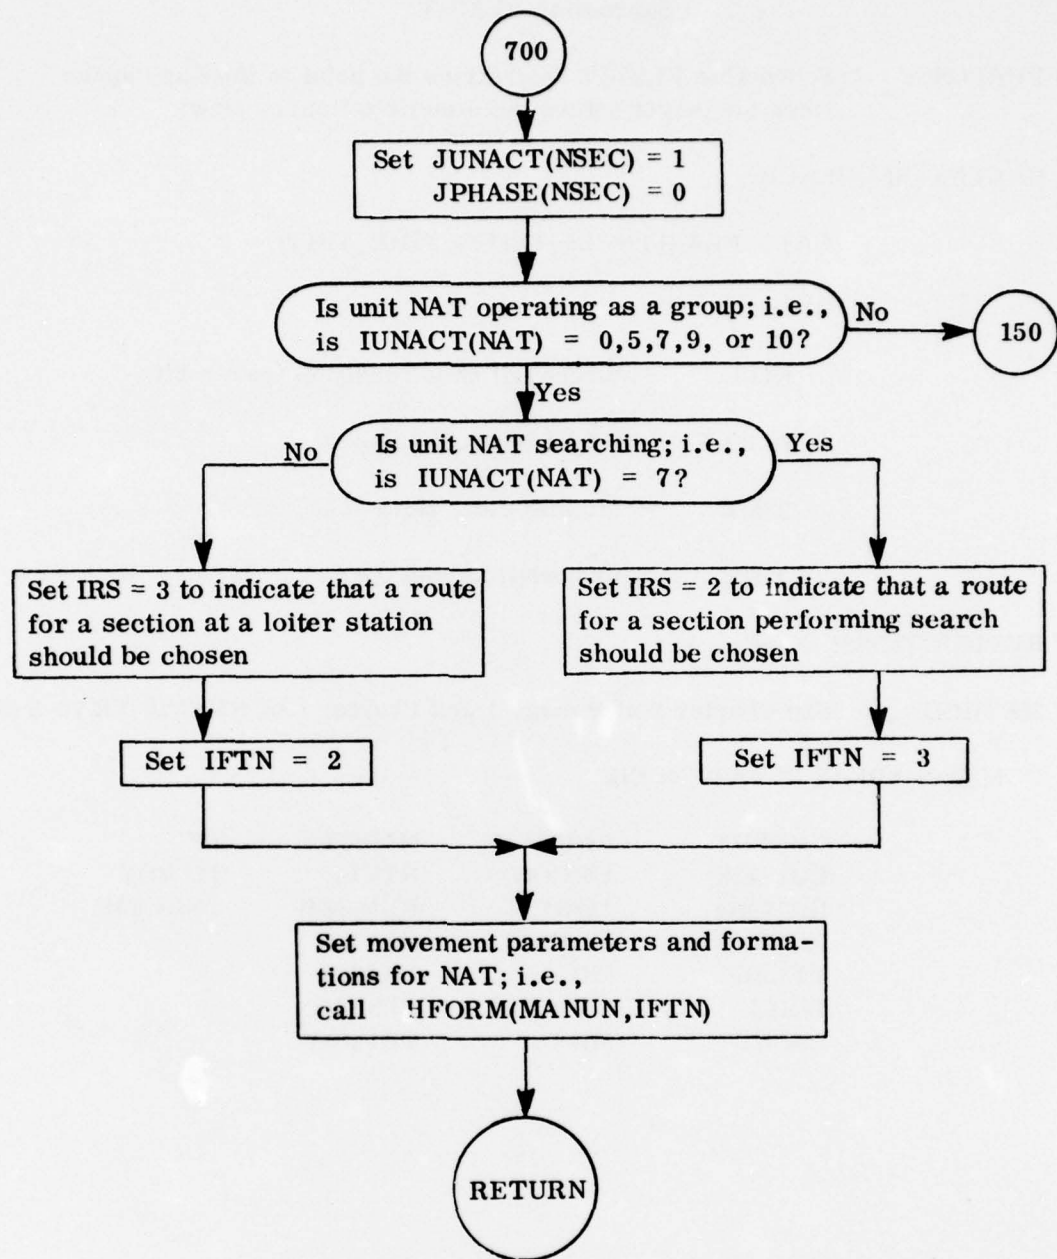 700
Set JUNACT(NSEC) = 1
JPHASE(NSEC) = 0
Is unit NAT operating as a group; i.e.,
is IUNACT(NAT) = 0,5,7,9, or 10?
No
150
Yes
No
Is unit NAT searching; i.e.,
is IUNACT(NAT) = 7?
Yes
Set IRS = 3 to indicate that a route
for a section at a loiter station
should be chosen
Set IRS = 2 to indicate that a route
for a section performing search
should be chosen
Set IFTN = 2
Set IFTN = 3
Set movement parameters and forma-
tions for NAT; i.e.,
call HFORM(MANUN,IFTN)
RETURN